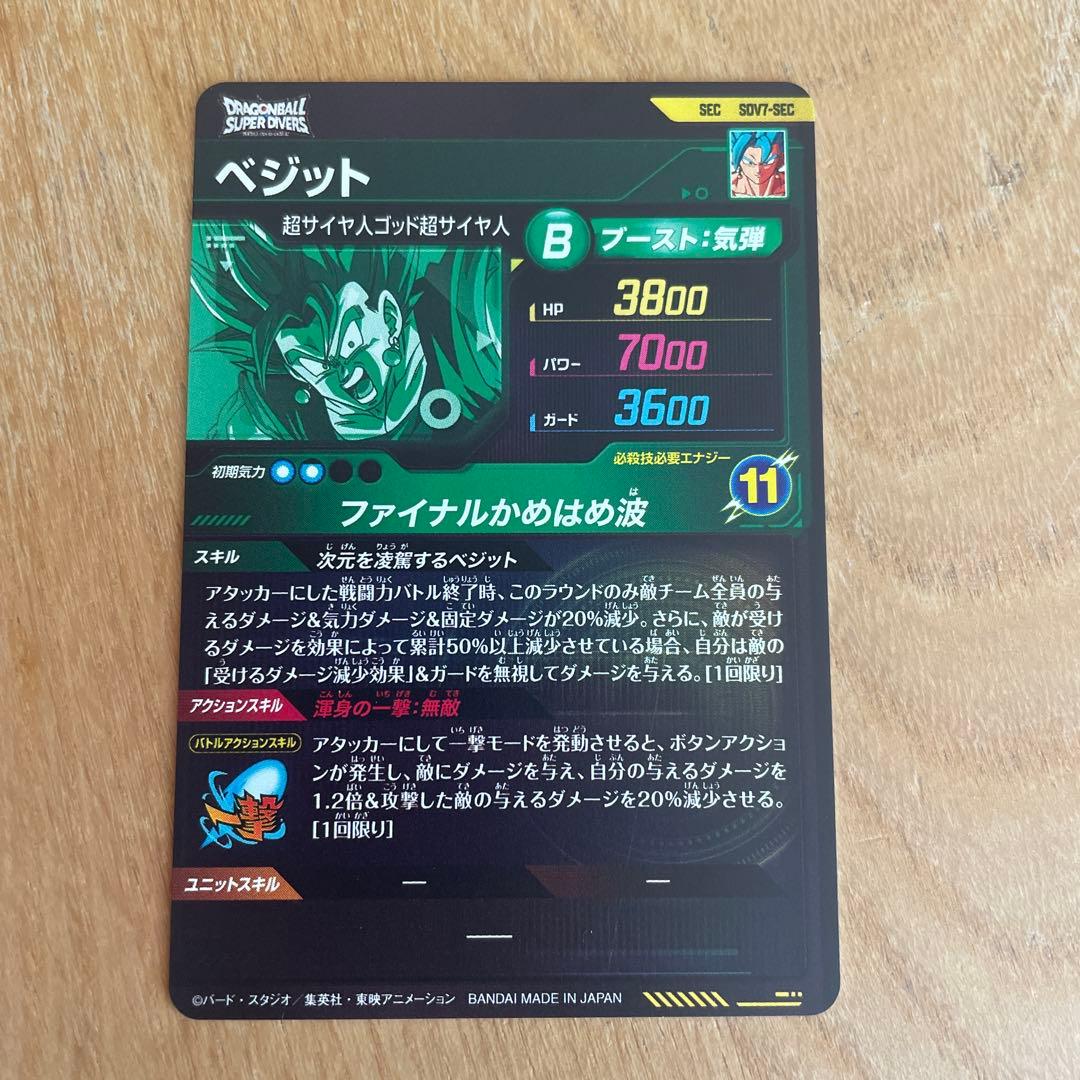 DRAGONBALL
SUPER DIVERS
SEC SDV7-SEC
ベジット
超サイヤ人ゴッド超サイヤ人
B ブースト:気弾
HP 3800
パワー 7000
ガード 3600
初期気力
必殺技必要エナジー 11
ファイナルかめはめ波
スキル 次元を凌駕するベジット
アタッカーにした戦闘力バトル終了時、このラウンドのみ敵チーム全員の与
えるダメージ&気力ダメージ&固定ダメージが20%減少。さらに、敵が受け
るダメージを効果によって累計50%以上減少させている場合、自分は敵の
「受けるダメージ減少効果」&ガードを無視してダメージを与える。[1回限り]
アクションスキル 渾身の一撃:無敵
バトルアクションスキル
アタッカーにして一撃モードを発動させると、ボタンアクショ
ンが発生し、敵にダメージを与え、自分の与えるダメージを
1.2倍&攻撃した敵の与えるダメージを20%減少させる。
[1回限り]
一撃
ユニットスキル ― ―
―
©バード・スタジオ/集英社・東映アニメーション BANDAI MADE IN JAPAN